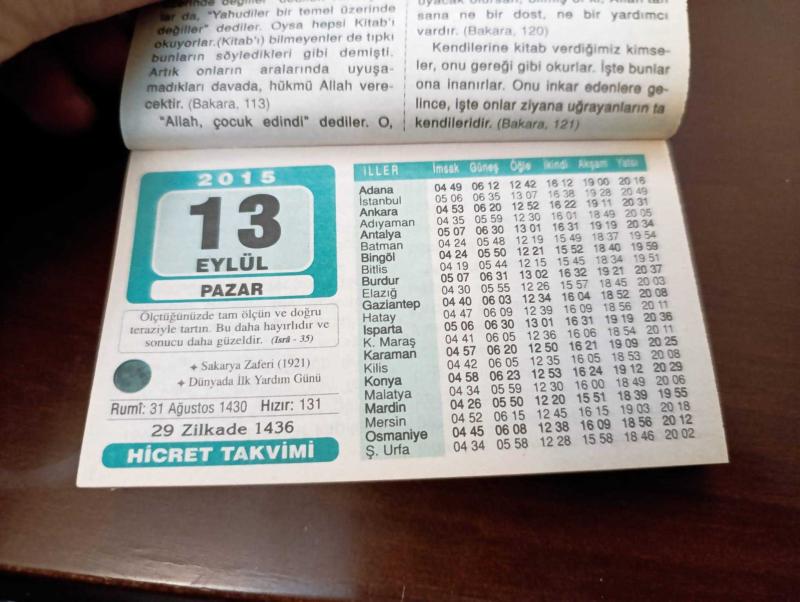 lar da, "Yahudiler bir temel üzerinde
değiller" dediler. Oysa hepsi Kitab'ı
okuyorlar.(Kitab'ı) bilmeyenler de tıpkı
bunların söyledikleri gibi demişti.
Artık onların aralarında uyuşa-
madıkları davada, hükmü Allah vere-
cektir. (Bakara, 113)
"Allah, çocuk edindi" dediler. O,
sana ne bir dost, ne bir yardımcı
vardır. (Bakara, 120)
Kendilerine kitab verdiğimiz kimse-
ler, onu gereği gibi okurlar. İşte bunlar
ona inanırlar. Onu inkar edenlere ge-
lince, işte onlar ziyana uğrayanların ta
kendileridir. (Bakara, 121)
2015
13
EYLÜL
PAZAR
Ölçtüğünüzde tam ölçün ve doğru
teraziyle tartın. Bu daha hayırlıdır ve
sonucu daha güzeldir. (İsrâ - 35)
Sakarya Zaferi (1921)
Dünyada İlk Yardım Günü
Rumî: 31 Ağustos 1430 Hızır: 131
29 Zilkade 1436
HİCRET TAKVİMİ
İLLER İmsak Güneş Öğle İkindi Akşam Yatsı
Adana 04 49 06 12 12 42 16 12 19 00 20 16
İstanbul 05 06 06 35 13 07 16 38 19 28 20 49
Ankara 04 53 06 20 12 52 16 22 19 11 20 31
Adıyaman 04 35 05 59 12 30 16 01 18 49 20 05
Antalya 05 07 06 30 13 01 16 31 19 19 20 34
Batman 04 24 05 48 12 19 15 49 18 37 19 54
Bingöl 04 24 05 50 12 21 15 52 18 40 19 59
Bitlis 04 19 05 44 12 15 15 45 18 34 19 51
Burdur 05 07 06 31 13 02 16 32 19 21 20 37
Elazığ 04 30 05 55 12 26 15 57 18 45 20 03
Gaziantep 04 40 06 03 12 34 16 04 18 52 20 08
Hatay 04 47 06 09 12 39 16 09 18 56 20 11
Isparta 05 06 06 30 13 01 16 31 19 19 20 36
K. Maraş 04 41 06 05 12 36 16 06 18 54 20 11
Karaman 04 57 06 20 12 50 16 21 19 09 20 25
Kilis 04 42 06 05 12 35 16 05 18 53 20 08
Konya 04 58 06 23 12 53 16 24 19 12 20 29
Malatya 04 34 05 59 12 30 16 00 18 49 20 06
Mardin 04 26 05 50 12 20 15 51 18 39 19 55
Mersin 04 52 06 15 12 45 16 15 19 03 20 18
Osmaniye 04 45 06 08 12 38 16 09 18 56 20 12
Ş. Urfa 04 34 05 58 12 28 15 58 18 46 20 02